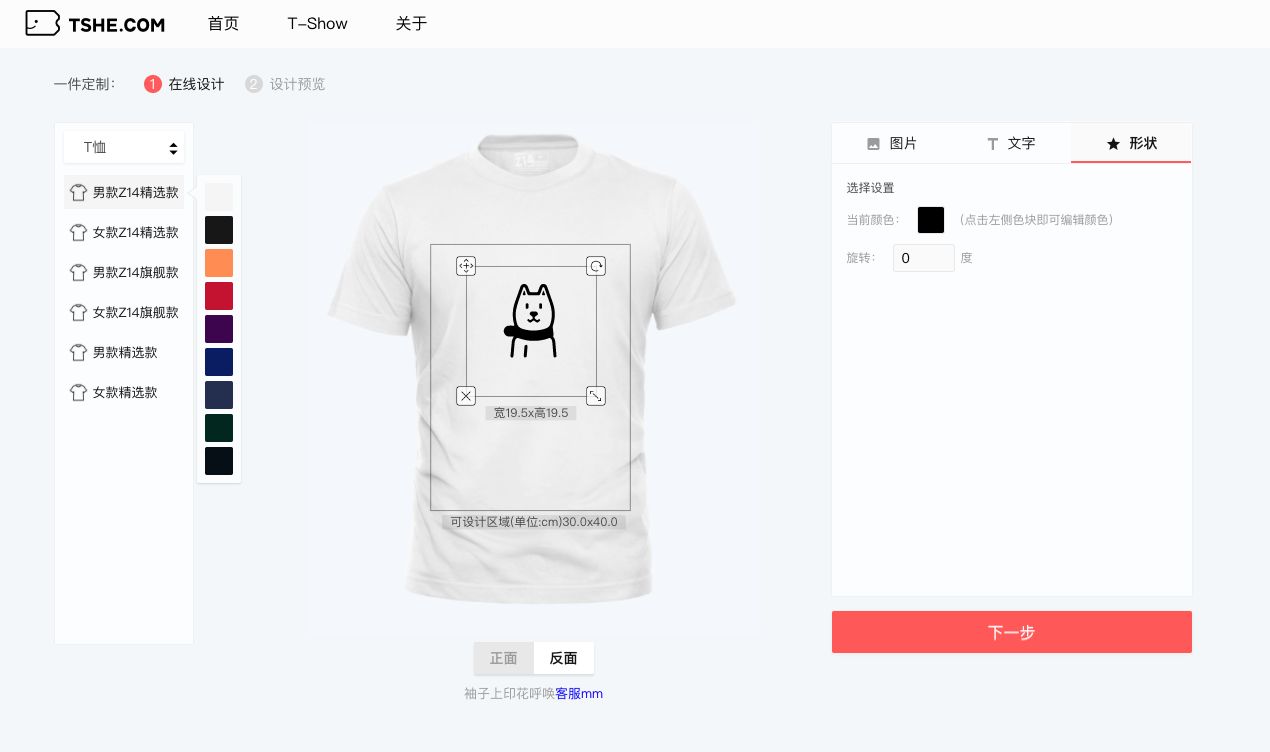 TSHE.COM
首页
T-Show
关于
一件定制：
1 在线设计
2 设计预览
T恤
男款Z14精选款
女款Z14精选款
男款Z14旗舰款
女款Z14旗舰款
男款精选款
女款精选款
宽19.5x高19.5
可设计区域(单位:cm)30.0x40.0
正面
反面
袖子上印花呼唤客服mm
图片
文字
形状
选择设置
当前颜色：
(点击左侧色块即可编辑颜色)
旋转：
0
度
下一步